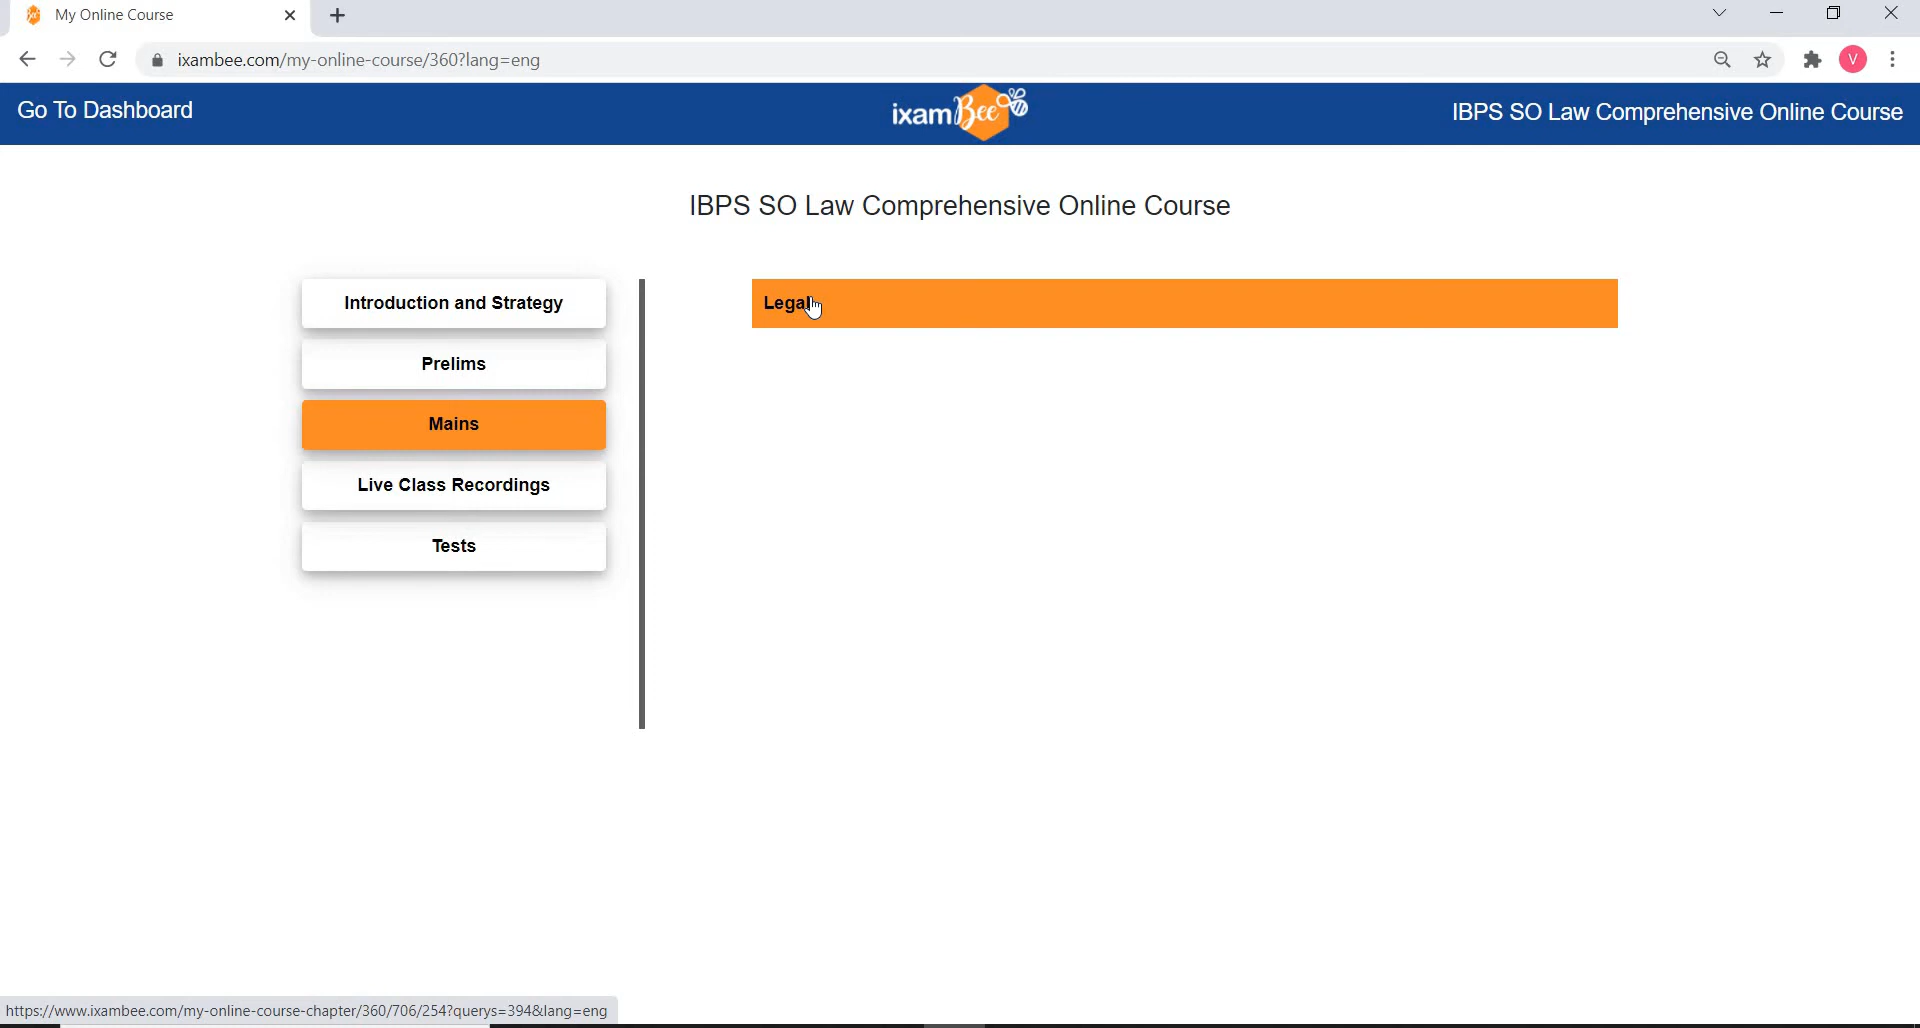 My Online Course
ixambee.com/my-online-course/360?lang=eng
V
Go To Dashboard
ixamBee
IBPS SO Law Comprehensive Online Course
IBPS SO Law Comprehensive Online Course
Introduction and Strategy
Legal
Prelims
Mains
Live Class Recordings
Tests
https://www.ixambee.com/my-online-course-chapter/360/706/254?querys=394&lang=eng